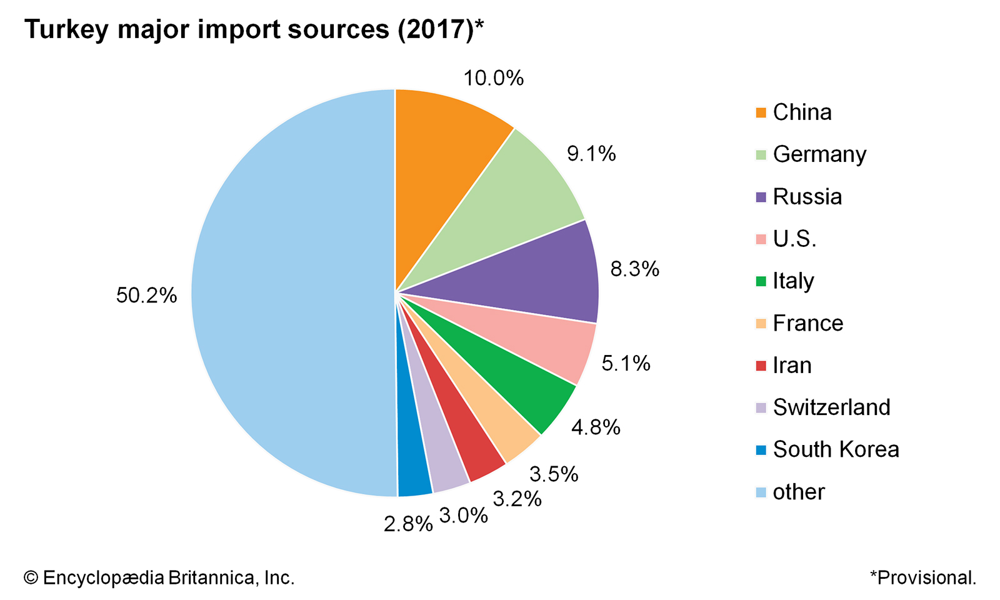 Turkey major import sources (2017)*
10.0%
9.1%
8.3%
5.1%
4.8%
3.5%
3.2%
3.0%
2.8%
50.2%
China
Germany
Russia
U.S.
Italy
France
Iran
Switzerland
South Korea
other
© Encyclopædia Britannica, Inc.
*Provisional.